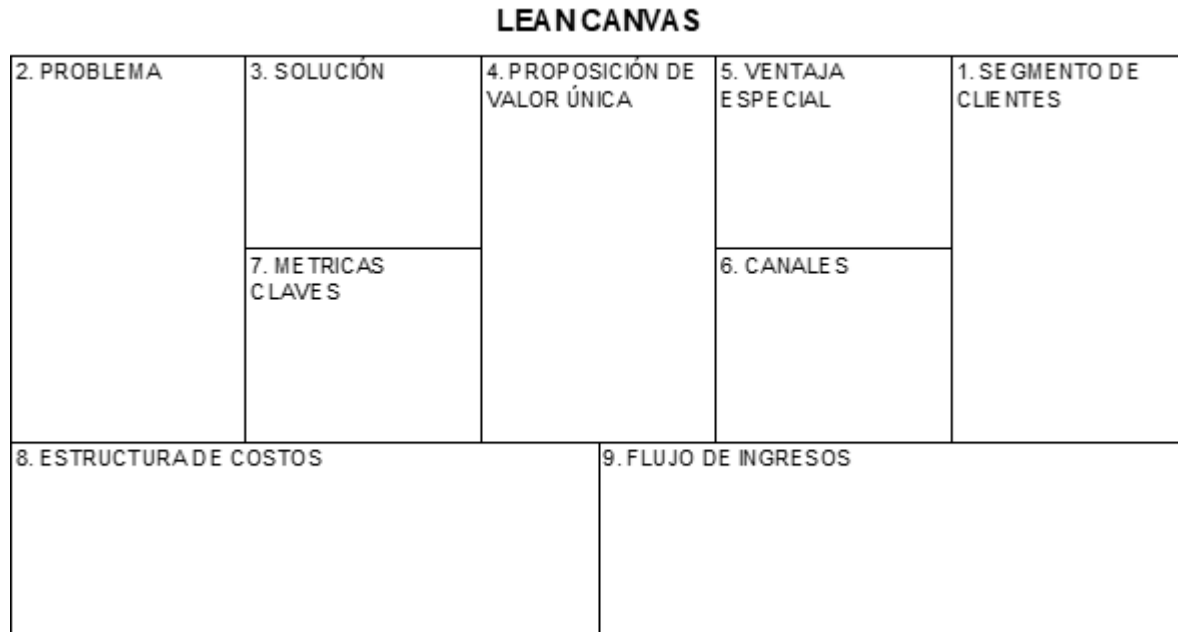 LEAN CANVAS
2. PROBLEMA
3. SOLUCIÓN
4. PROPOSICIÓN DE
VALOR ÚNICA
5. VENTAJA
ESPECIAL
1. SEGMENTO DE
CLIENTES
7. METRICAS
CLAVES
6. CANALES
8. ESTRUCTURA DE COSTOS
9. FLUJO DE INGRESOS